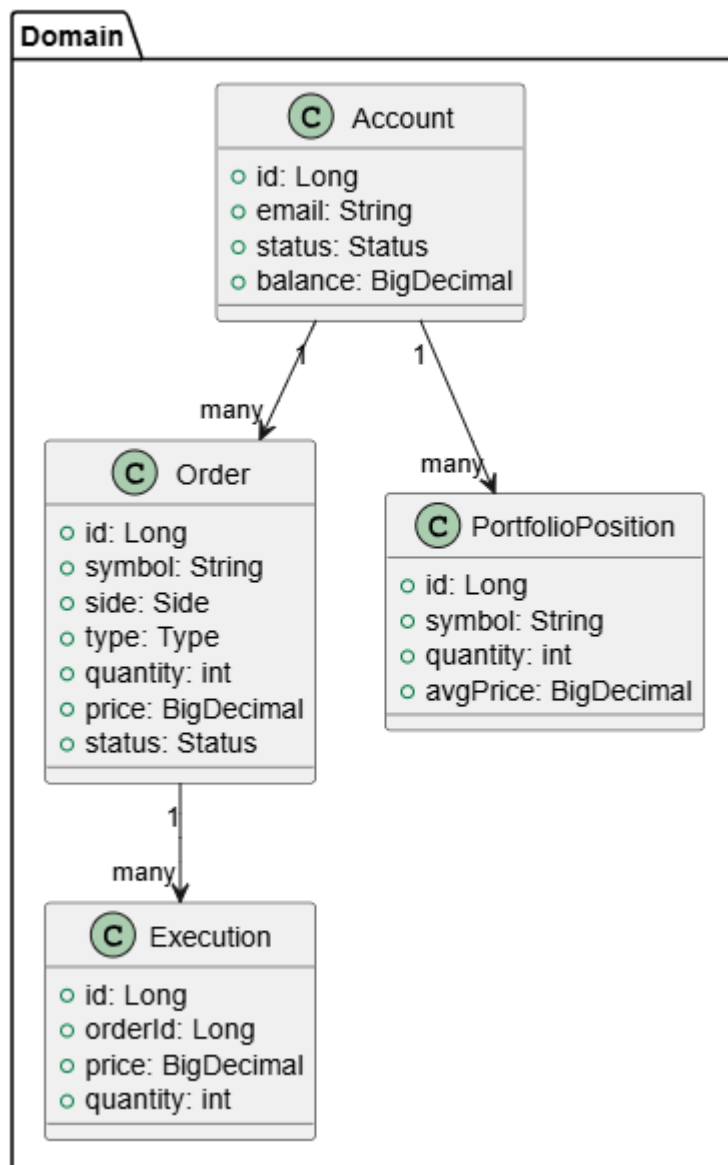 Domain
C Account
id: Long
email: String
status: Status
balance: BigDecimal
1
1
many
many
C Order
id: Long
symbol: String
side: Side
type: Type
quantity: int
price: BigDecimal
status: Status
C PortfolioPosition
id: Long
symbol: String
quantity: int
avgPrice: BigDecimal
1
many
C Execution
id: Long
orderId: Long
price: BigDecimal
quantity: int